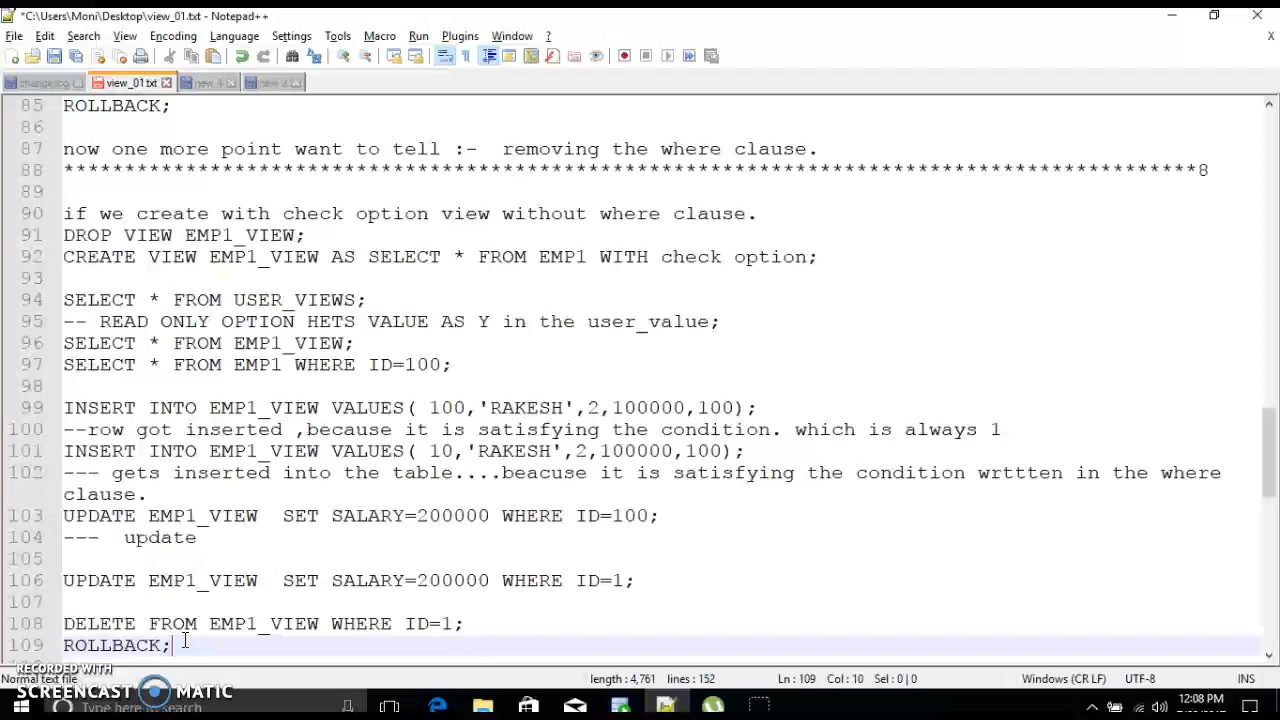 *C:\Users\Moni\Desktop\view_01.txt - Notepad++
File Edit Search View Encoding Language Settings Tools Macro Run Plugins Window ? X
change.log view_01.txt new 1 new 2
85 ROLLBACK;
86
87 now one more point want to tell :-  removing the where clause.
88 *********************************************************************************************8
89
90 if we create with check option view without where clause.
91 DROP VIEW EMP1_VIEW;
92 CREATE VIEW EMP1_VIEW AS SELECT * FROM EMP1 WITH check option;
93
94 SELECT * FROM USER_VIEWS;
95 -- READ ONLY OPTION HETS VALUE AS Y in the user_value;
96 SELECT * FROM EMP1_VIEW;
97 SELECT * FROM EMP1 WHERE ID=100;
98
99 INSERT INTO EMP1_VIEW VALUES( 100,'RAKESH',2,100000,100);
100 --row got inserted ,because it is satisfying the condition. which is always 1
101 INSERT INTO EMP1_VIEW VALUES( 10,'RAKESH',2,100000,100);
102 --- gets inserted into the table....beacuse it is satisfying the condition wrttten in the where
clause.
103 UPDATE EMP1_VIEW  SET SALARY=200000 WHERE ID=100;
104 ---  update
105
106 UPDATE EMP1_VIEW  SET SALARY=200000 WHERE ID=1;
107
108 DELETE FROM EMP1_VIEW WHERE ID=1;
109 ROLLBACK;
RECORDED WITH
Normal text file length : 4,761 lines : 152 Ln : 109 Col : 10 Sel : 0 | 0 Windows (CR LF) UTF-8 INS
SCREENCAST MATIC
Type here to search 12:08 PM